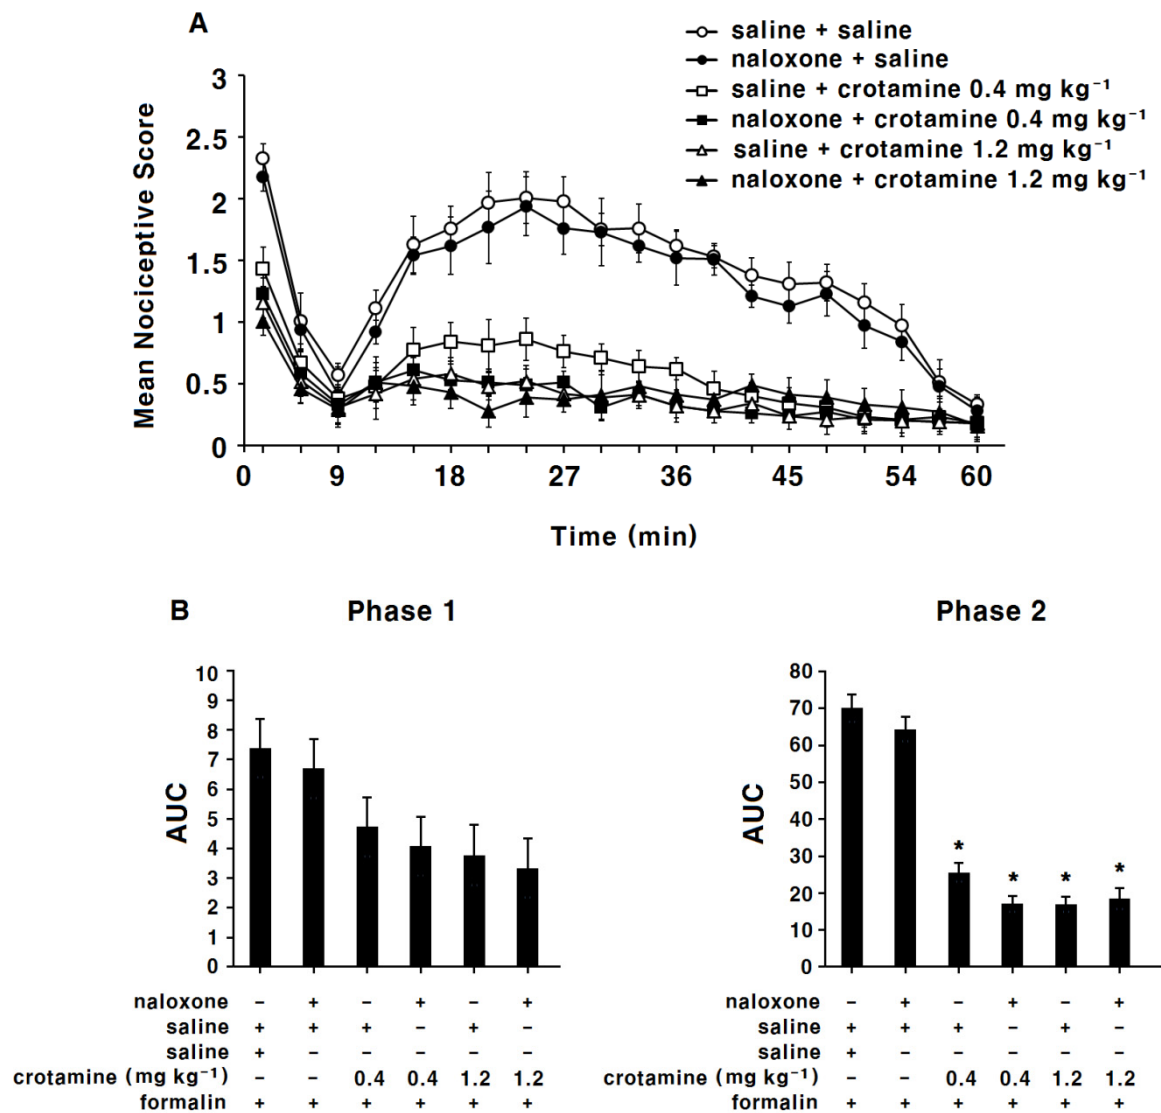 A
saline + saline
naloxone + saline
saline + crotamine 0.4 mg kg⁻¹
naloxone + crotamine 0.4 mg kg⁻¹
saline + crotamine 1.2 mg kg⁻¹
naloxone + crotamine 1.2 mg kg⁻¹
Mean Nociceptive Score
3
2.5
2
1.5
1
0.5
0
0 9 18 27 36 45 54 60
Time (min)
B
Phase 1
AUC
10
9
8
7
6
5
4
3
2
1
0
naloxone − + − + − +
saline + + + − + −
saline + − − − − −
crotamine (mg kg⁻¹) − − 0.4 0.4 1.2 1.2
formalin + + + + + +
Phase 2
AUC
80
70
60
50
40
30
20
10
0
* * * *
naloxone − + − + − +
saline + + + − + −
saline + − − − − −
crotamine (mg kg⁻¹) − − 0.4 0.4 1.2 1.2
formalin + + + + + +